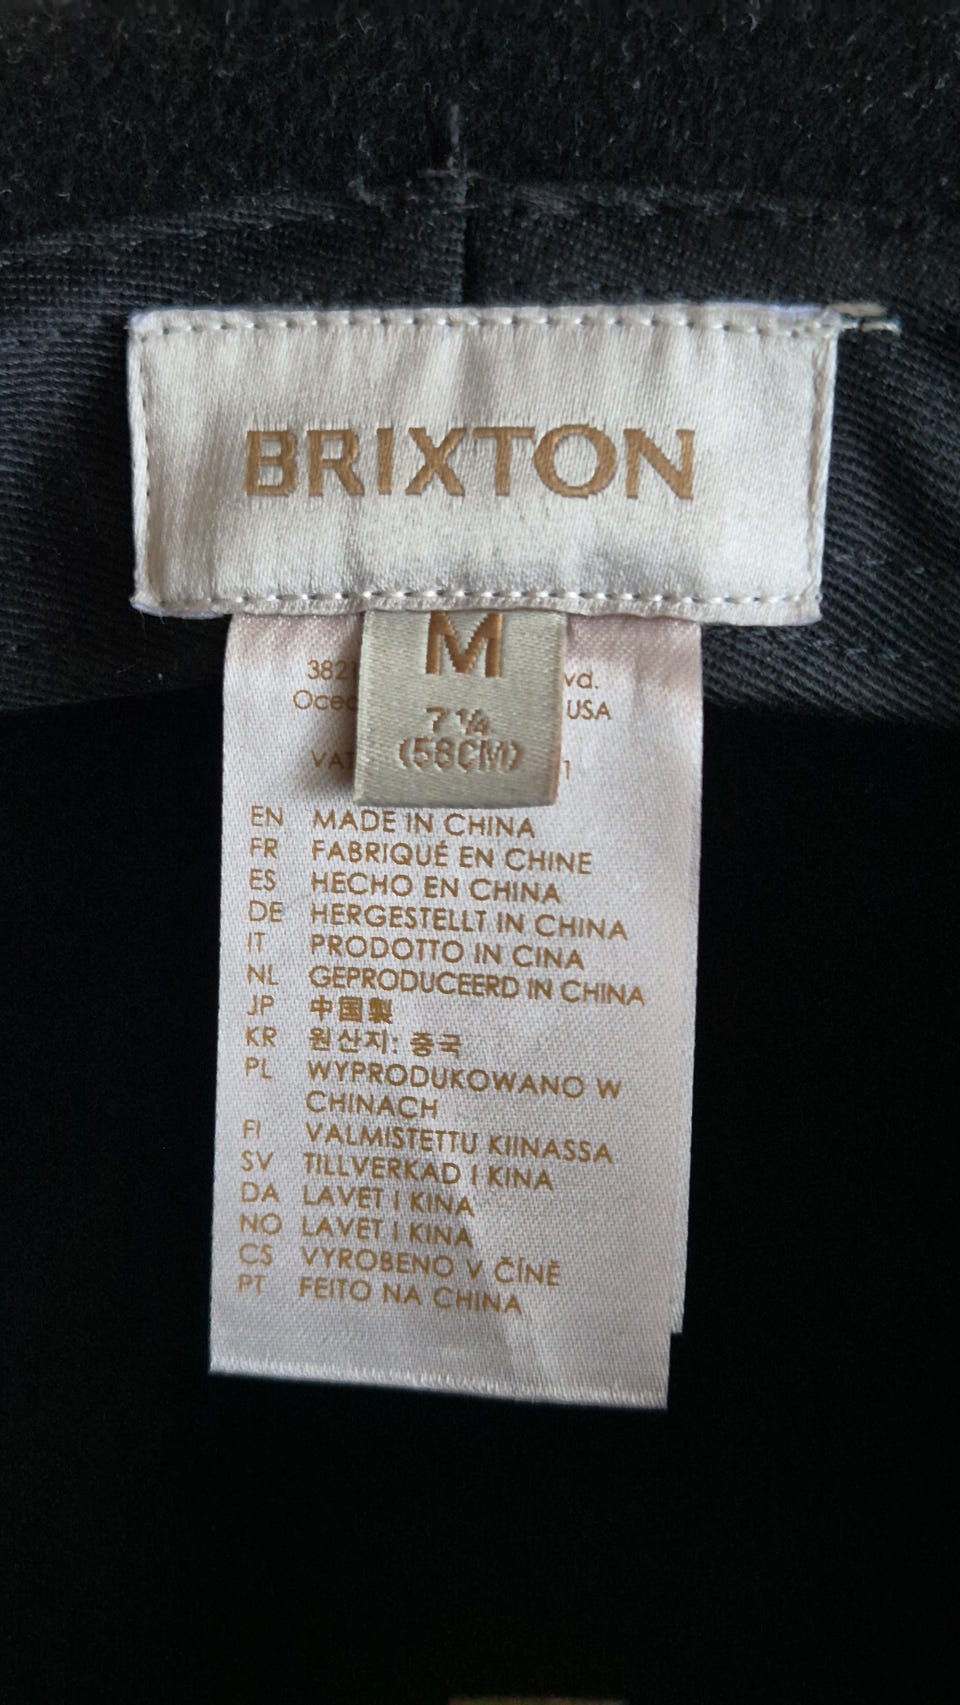 BRIXTON
M
7 ¼
(58CM)
USA
EN MADE IN CHINA
FR FABRIQUÉ EN CHINE
ES HECHO EN CHINA
DE HERGESTELLT IN CHINA
IT PRODOTTO IN CINA
NL GEPRODUCEERD IN CHINA
JP 中国製
KR 원산지: 중국
PL WYPRODUKOWANO W
CHINACH
FI VALMISTETTU KIINASSA
SV TILLVERKAD I KINA
DA LAVET I KINA
NO LAVET I KINA
CS VYROBENO V ČÍNĚ
PT FEITO NA CHINA